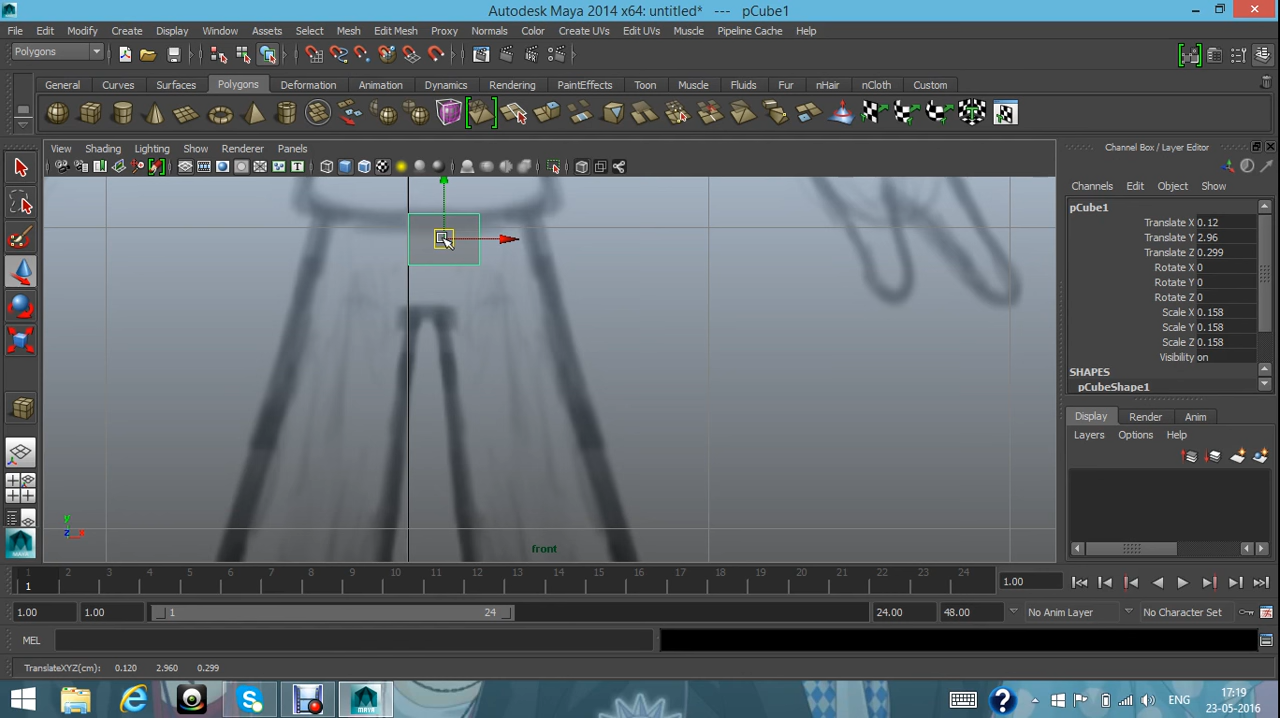 Autodesk Maya 2014 x64: untitled* --- pCube1
File Edit Modify Create Display Window Assets Select Mesh Edit Mesh Proxy Normals Color Create UVs Edit UVs Muscle Pipeline Cache Help
Polygons
General Curves Surfaces Polygons Deformation Animation Dynamics Rendering PaintEffects Toon Muscle Fluids Fur nHair nCloth Custom
View Shading Lighting Show Renderer Panels
Channel Box / Layer Editor
Channels Edit Object Show
pCube1
Translate X 0.12
Translate Y 2.96
Translate Z 0.299
Rotate X 0
Rotate Y 0
Rotate Z 0
Scale X 0.158
Scale Y 0.158
Scale Z 0.158
Visibility on
SHAPES
pCubeShape1
Display Render Anim
Layers Options Help
y
z x
front
1 2 3 4 5 6 7 8 9 10 11 12 13 14 15 16 17 18 19 20 21 22 23 24
1 1.00
1.00 1.00 1 24 24.00 48.00 No Anim Layer No Character Set
MEL
TranslateXYZ(cm): 0.120 2.960 0.299
ENG 17:19
23-05-2016